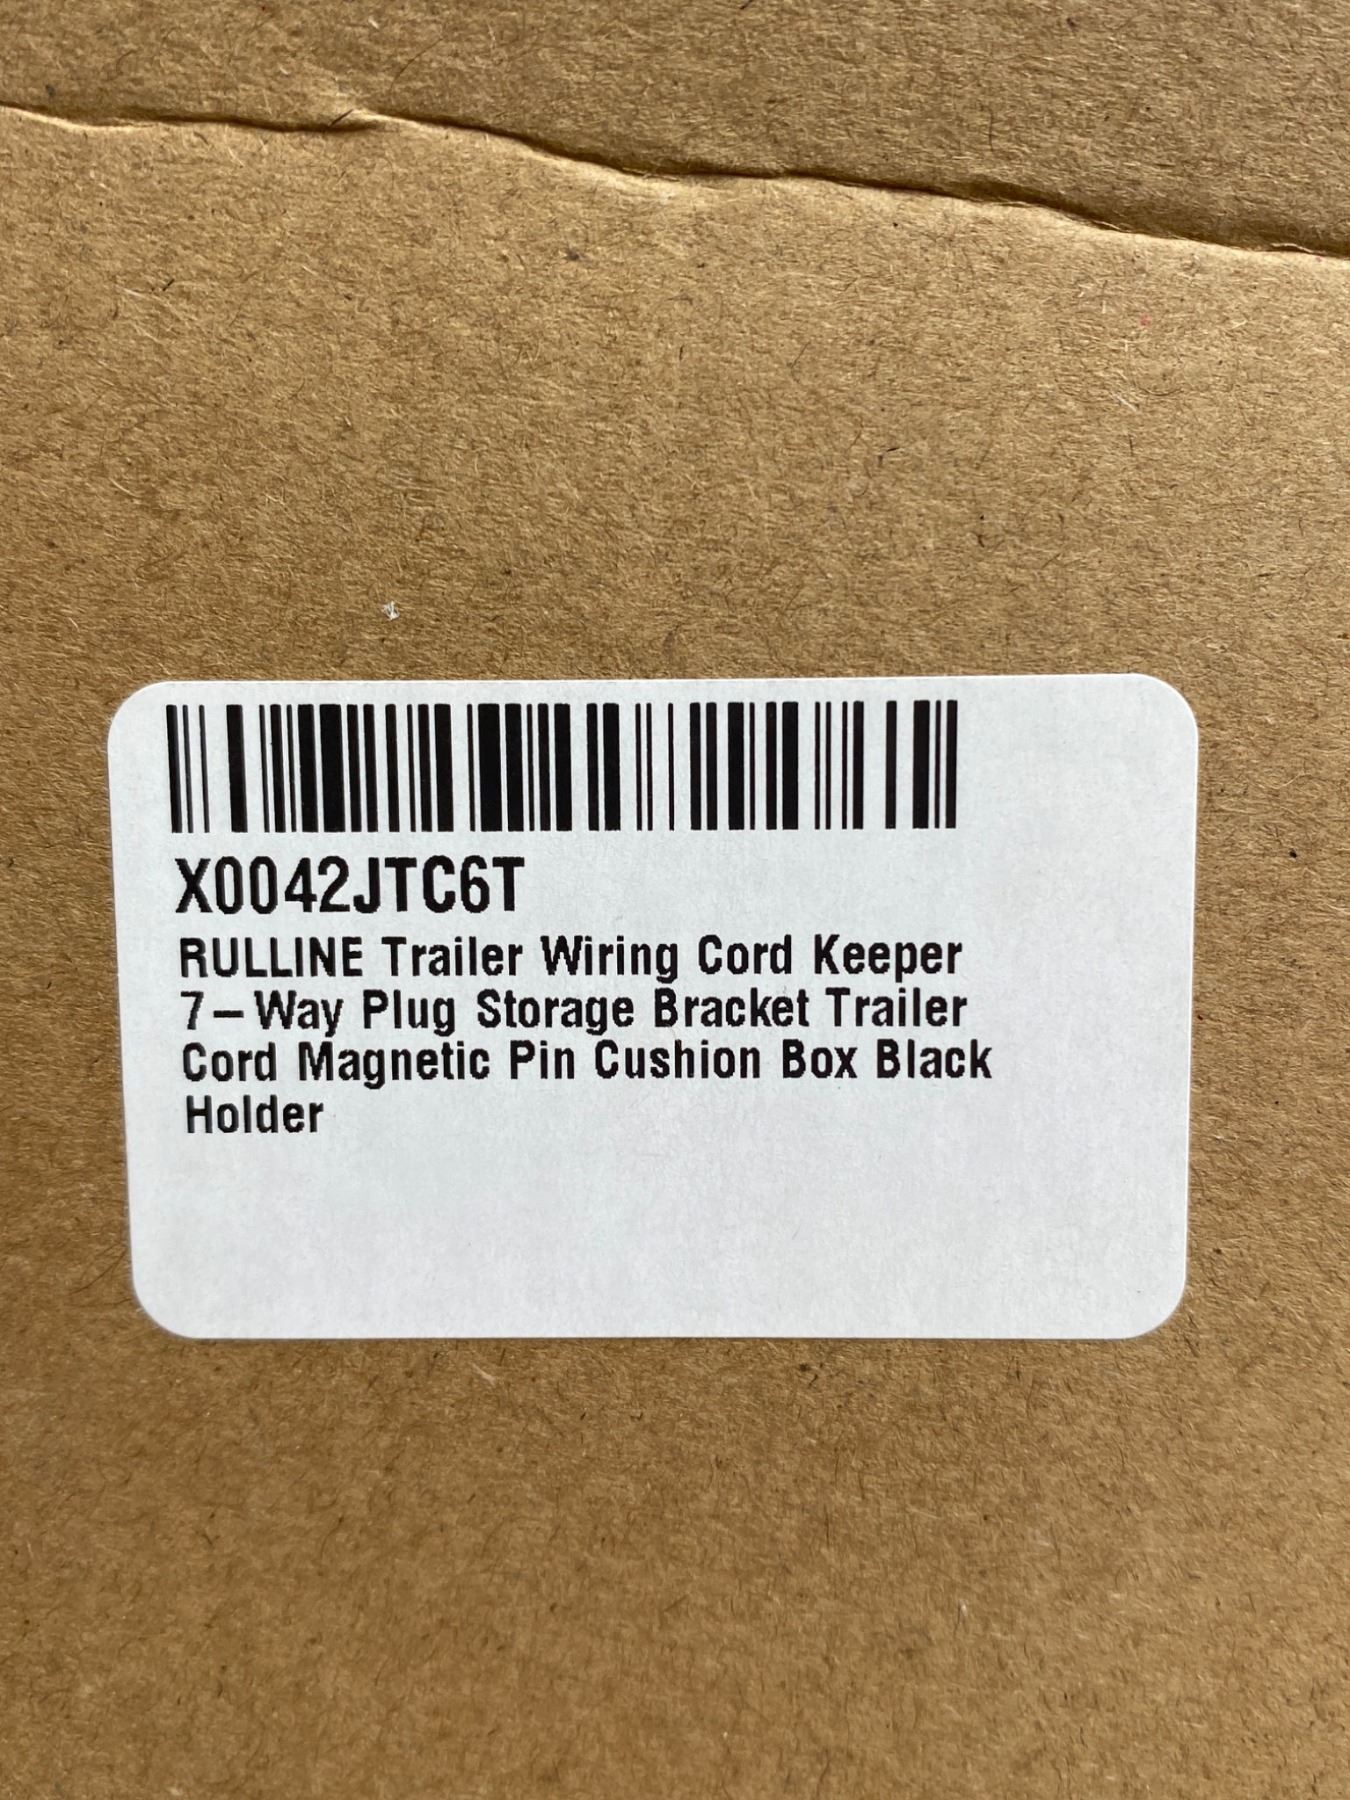 X0042JTC6T
RULLINE Trailer Wiring Cord Keeper
7-Way Plug Storage Bracket Trailer
Cord Magnetic Pin Cushion Box Black
Holder